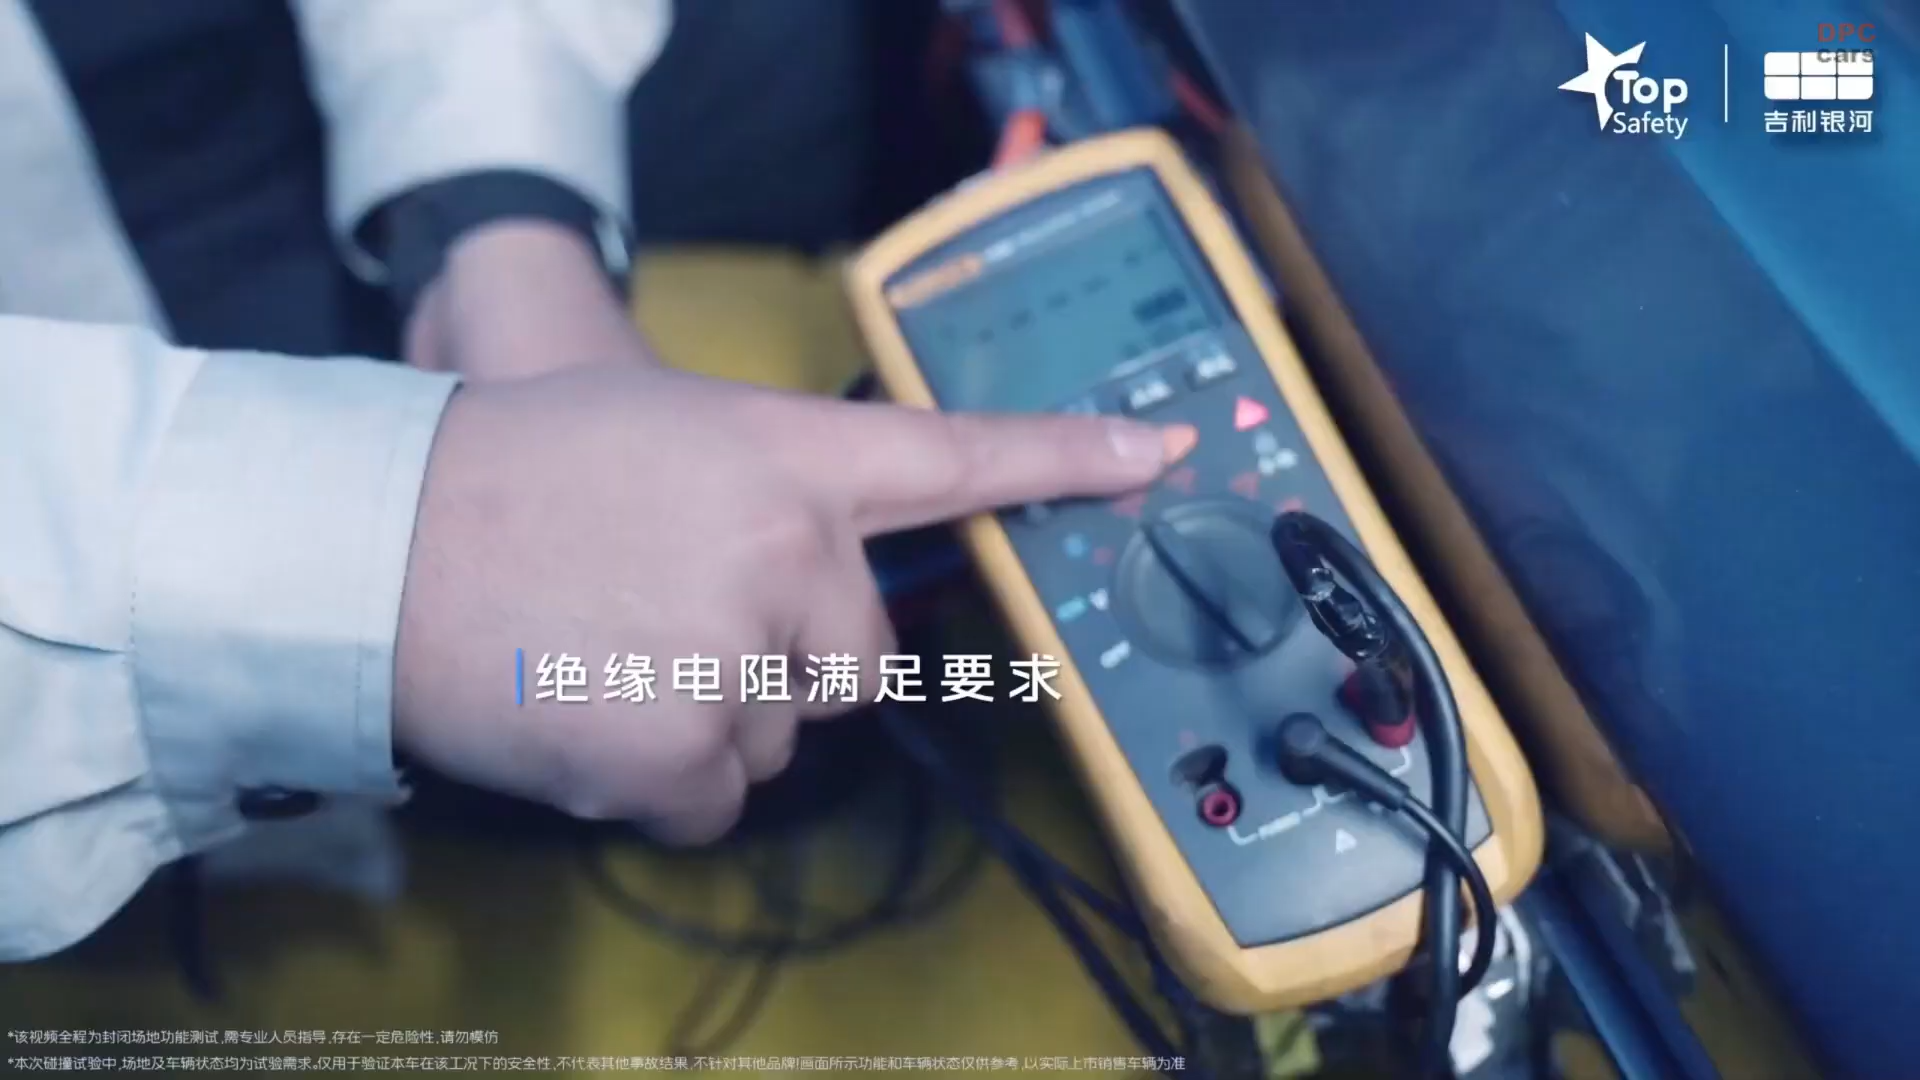 DPC
cars
Top
Safety
吉利银河
绝缘电阻满足要求
*该视频全程为封闭场地功能测试,需专业人员指导,存在一定危险性,请勿模仿
*本次碰撞试验中,场地及车辆状态均为试验需求。仅用于验证本车在该工况下的安全性,不代表其他事故结果,不针对其他品牌!画面所示功能和车辆状态仅供参考,以实际上市销售车辆为准